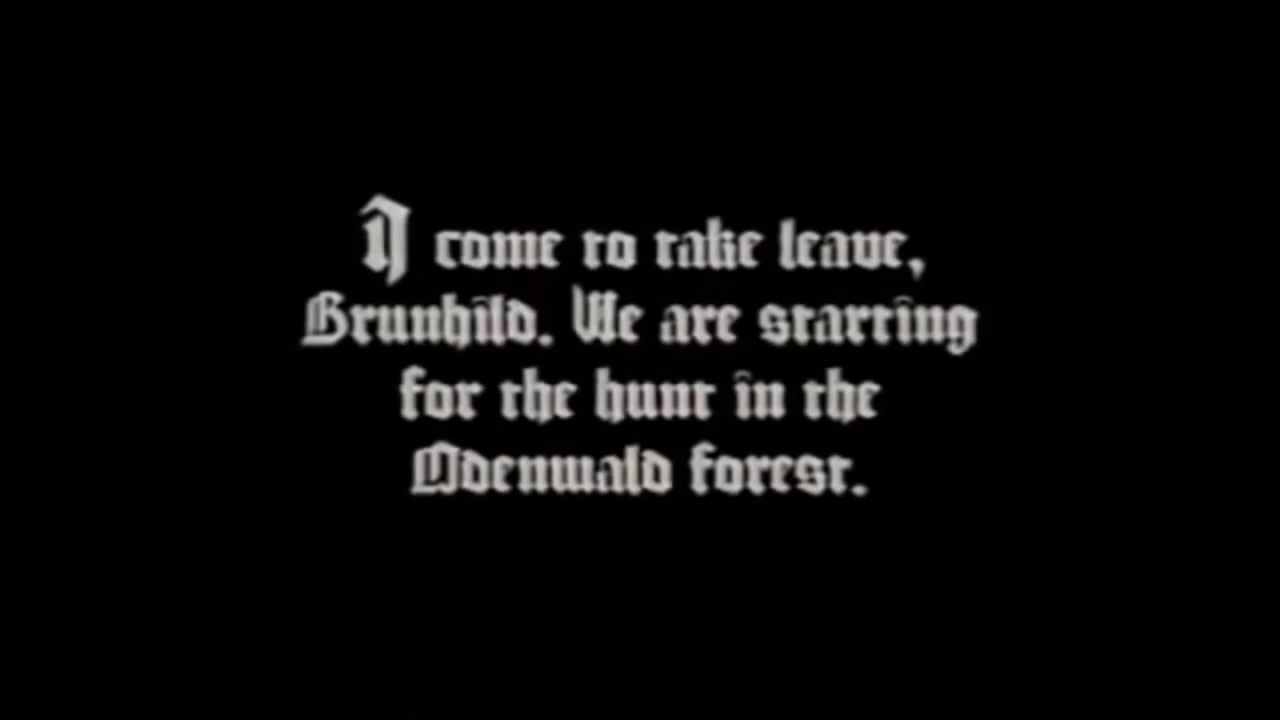 I come to take leave,
Brunhild. We are starting
for the hunt in the
Odenwald forest.